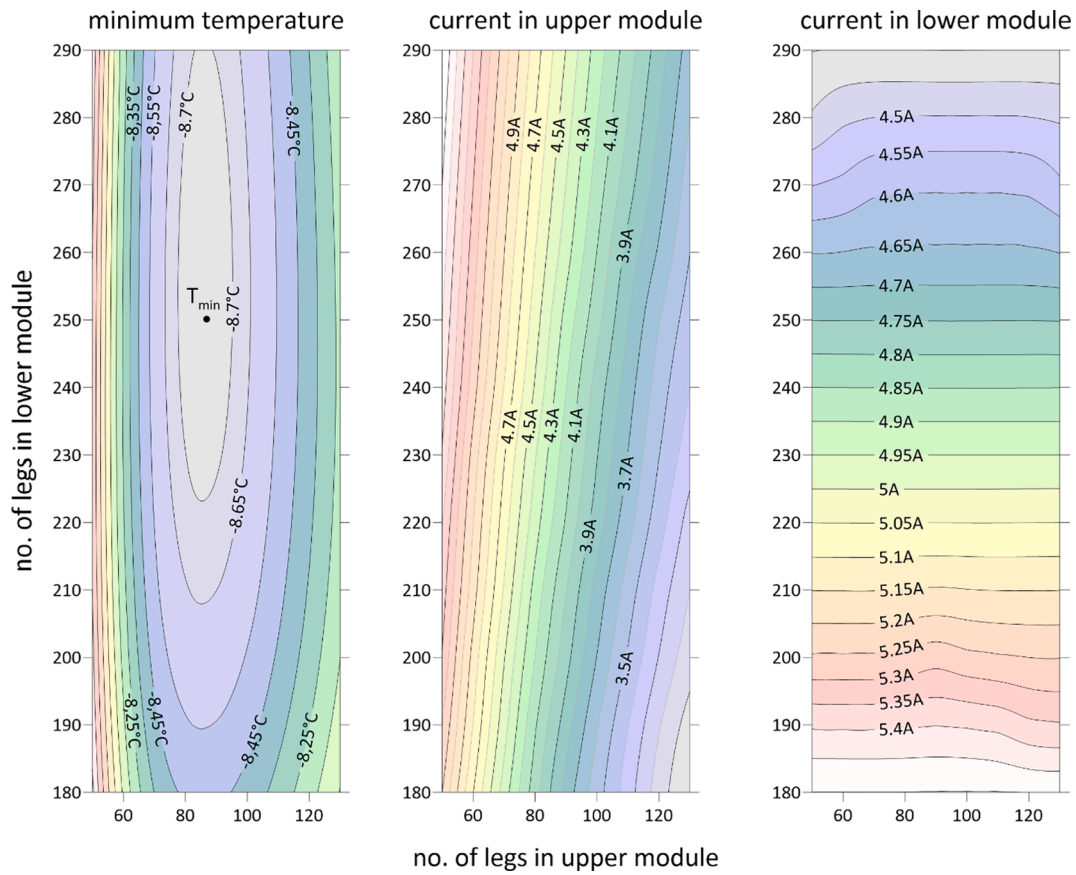 minimum temperature
current in upper module
current in lower module
no. of legs in lower module
290
280
270
260
250
240
230
220
210
200
190
180
60
80
100
120
-8,35°C
-8,55°C
-8.7°C
-8.45°C
T min
-8.7°C
-8.65°C
-8,25°C
-8,45°C
-8,45°C
-8,25°C
290
280
270
260
250
240
230
220
210
200
190
180
60
80
100
120
4.9A
4.7A
4.5A
4.3A
4.1A
3.9A
4.7A
4.5A
4.3A
4.1A
3.7A
3.9A
3.5A
290
280
270
260
250
240
230
220
210
200
190
180
60
80
100
120
4.5A
4.55A
4.6A
4.65A
4.7A
4.75A
4.8A
4.85A
4.9A
4.95A
5A
5.05A
5.1A
5.15A
5.2A
5.25A
5.3A
5.35A
5.4A
no. of legs in upper module